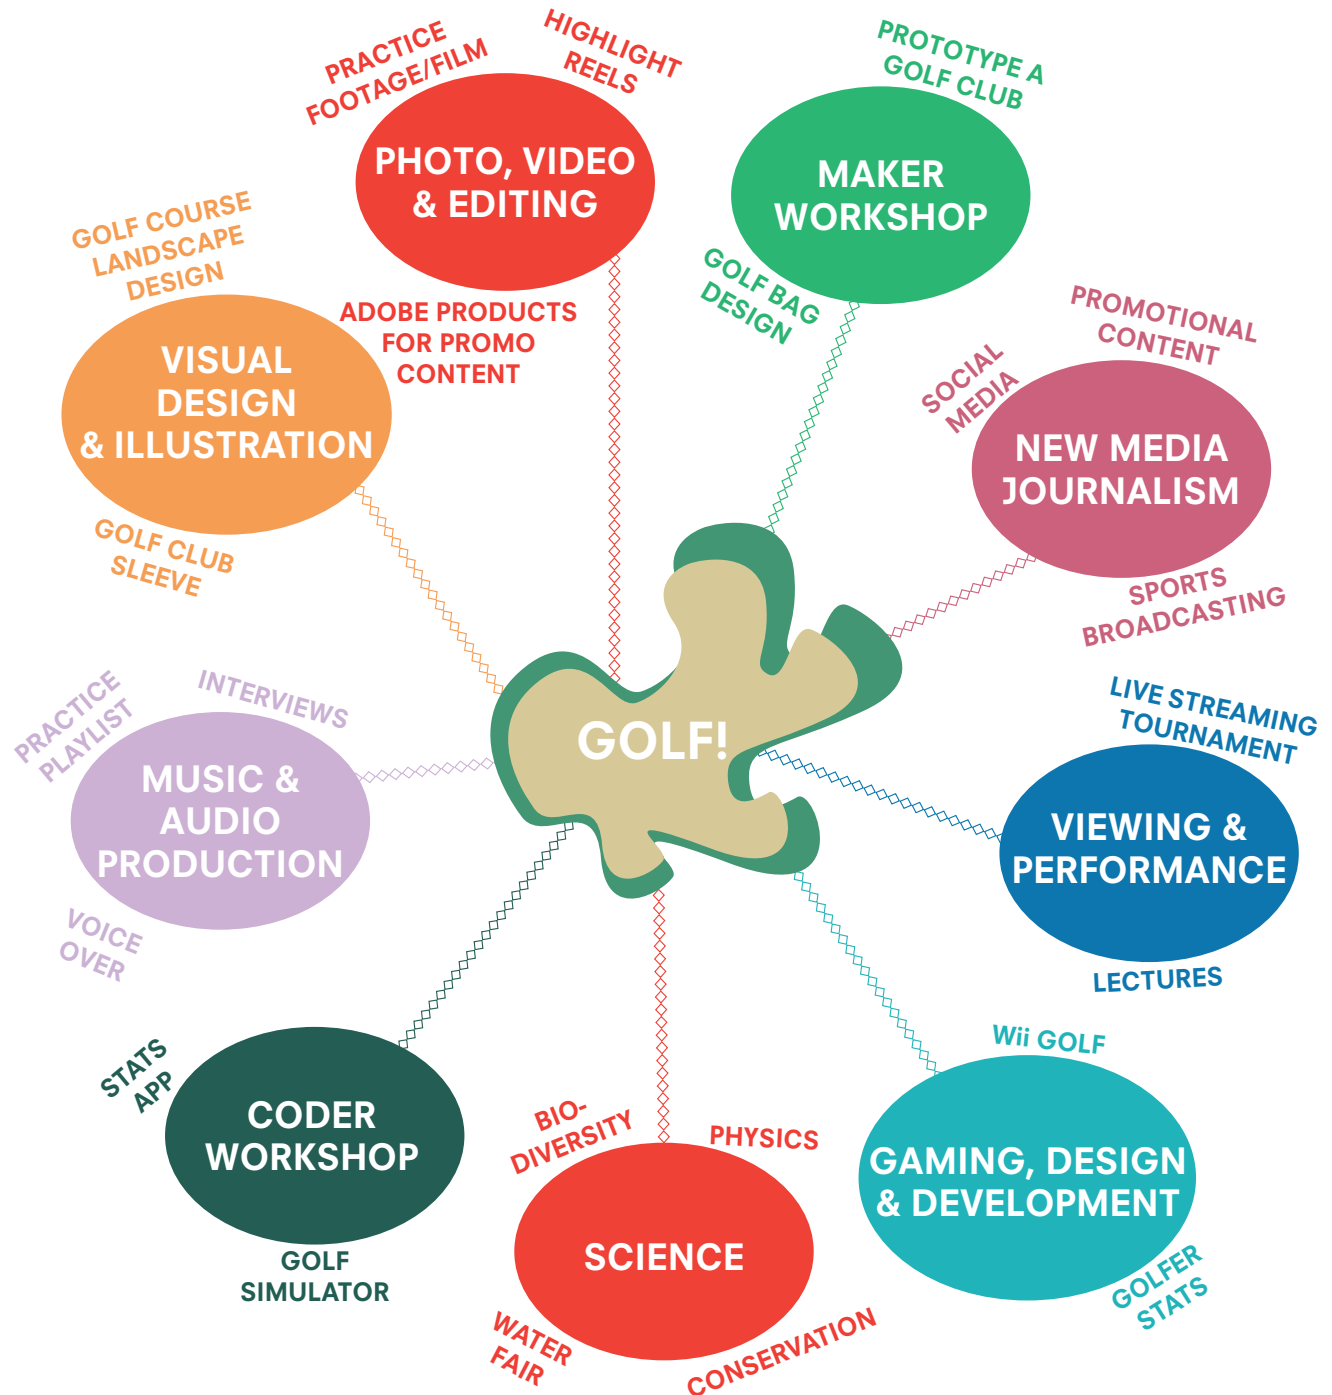 PRACTICE
FOOTAGE/FILM
HIGHLIGHT
REELS
PHOTO, VIDEO
& EDITING
ADOBE PRODUCTS
FOR PROMO
CONTENT
PROTOTYPE A
GOLF CLUB
MAKER
WORKSHOP
GOLF BAG
DESIGN
GOLF COURSE
LANDSCAPE
DESIGN
VISUAL
DESIGN
& ILLUSTRATION
GOLF CLUB
SLEEVE
PROMOTIONAL
CONTENT
SOCIAL
MEDIA
NEW MEDIA
JOURNALISM
SPORTS
BROADCASTING
GOLF!
PRACTICE
PLAYLIST
INTERVIEWS
MUSIC &
AUDIO
PRODUCTION
VOICE
OVER
LIVE STREAMING
TOURNAMENT
VIEWING &
PERFORMANCE
LECTURES
STATS
APP
CODER
WORKSHOP
GOLF
SIMULATOR
BIO-
DIVERSITY
PHYSICS
SCIENCE
WATER
FAIR
CONSERVATION
Wii GOLF
GAMING, DESIGN
& DEVELOPMENT
GOLFER
STATS